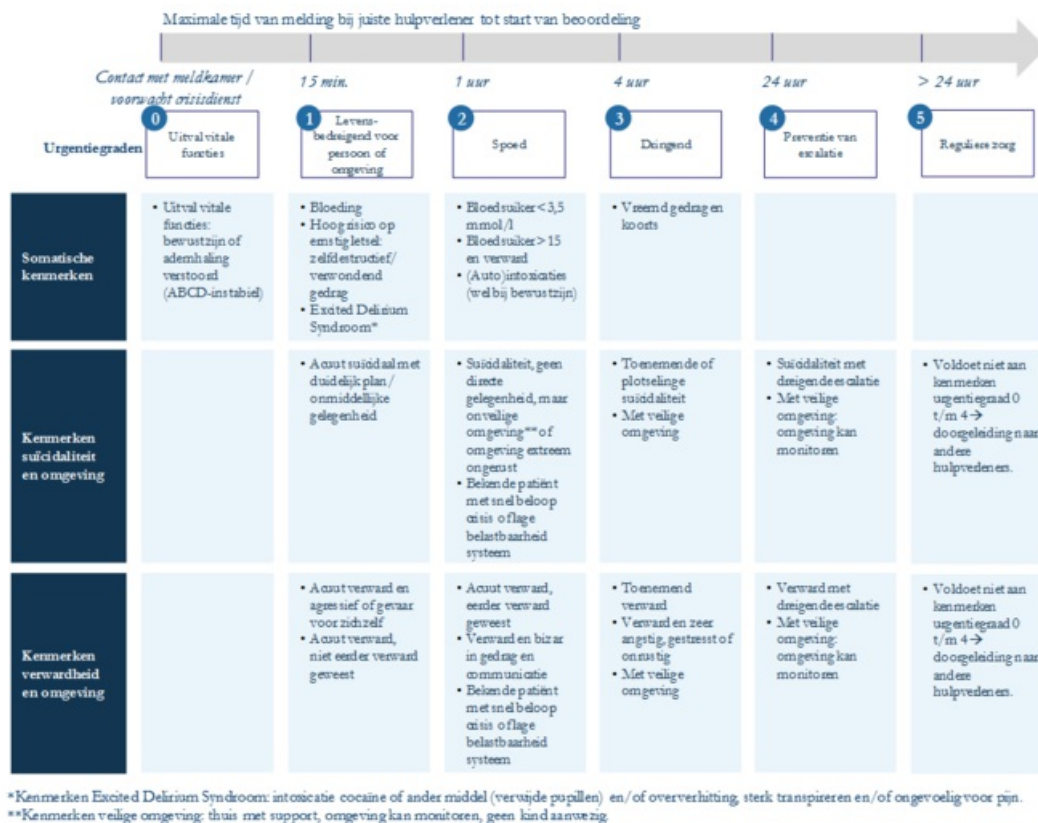 Maximale tijd van melding bij juiste hulpverlener tot start van beoordeling
Contact met meldkamer /
voorwacht crisisdienst
15 min.
1 uur
4 uur
24 uur
> 24 uur
Urgentiegraden
0
Uitval vitale
functies
1
Levens-
bedreigend voor
persoon of
omgeving
2
Spoed
3
Dringend
4
Preventie van
escalatie
5
Reguliere zorg
Somatische
kenmerken
• Uitval vitale
functies:
bewustzijn of
ademhaling
verstoord
(ABCD-instabiel)
• Bloeding
• Hoog risico op
ernstig letsel:
zelfdestructief/
verwondend
gedrag
• Excited Delirium
Syndroom*
• Bloedsuiker < 3,5
mmol/l
• Bloedsuiker > 15
en verward
• (Auto)intoxicaties
(wel bij bewustzijn)
• Vreemd gedrag en
koorts
Kenmerken
suïcidaliteit
en omgeving
• Acuut suïcidaal met
duidelijk plan/
onmiddellijke
gelegenheid
• Suïcidaliteit, geen
directe
gelegenheid, maar
onveilige
omgeving** of
omgeving extreem
ongerust
• Bekende patiënt
met snel beloop
crisis of lage
belastbaarheid
systeem
• Toenemende of
plotselinge
suïcidaliteit
• Met veilige
omgeving
• Suïcidaliteit met
dreigende escalatie
• Met veilige
omgeving:
omgeving kan
monitoren
• Voldoet niet aan
kenmerken
urgentiegraad 0
t/m 4 →
doorgeleiding naar
andere
hulpverleners.
Kenmerken
verwardheid
en omgeving
• Acuut verward en
agressief of gevaar
voor zichzelf
• Acuut verward,
niet eerder verward
geweest
• Acuut verward,
eerder verward
geweest
• Verward en bizar
in gedrag en
communicatie
• Bekende patiënt
met snel beloop
crisis of lage
belastbaarheid
systeem
• Toenemend
verward
• Verward en zeer
angstig, gestresst of
onrustig
• Met veilige
omgeving
• Verward met
dreigende escalatie
• Met veilige
omgeving:
omgeving kan
monitoren
• Voldoet niet aan
kenmerken
urgentiegraad 0
t/m 4 →
doorgeleiding naar
andere
hulpverleners.
*Kenmerken Excited Delirium Syndroom: intoxicatie cocaïne of ander middel (verwijde pupillen) en/of oververhitting, sterk transpireren en/of ongevoelig voor pijn.
**Kenmerken veilige omgeving: thuis met support, omgeving kan monitoren, geen kind aanwezig.